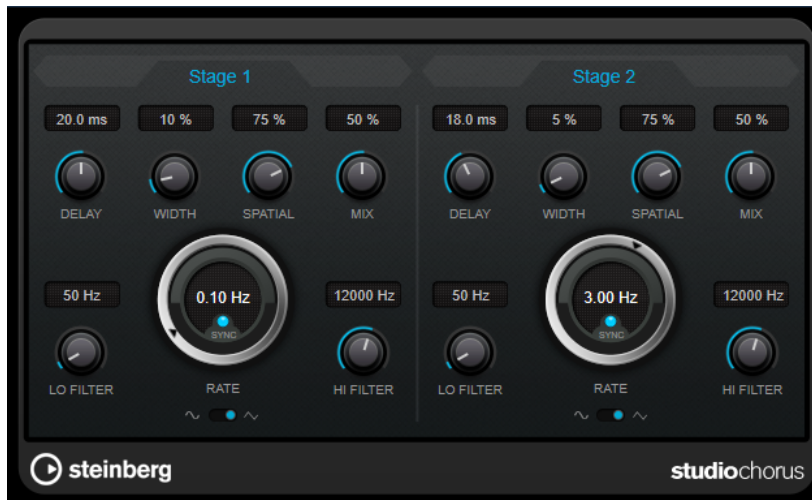 Stage 1
Stage 2
20.0 ms
10 %
75 %
50 %
18.0 ms
5 %
75 %
50 %
DELAY
WIDTH
SPATIAL
MIX
DELAY
WIDTH
SPATIAL
MIX
50 Hz
0.10 Hz
12000 Hz
50 Hz
3.00 Hz
12000 Hz
SYNC
SYNC
LO FILTER
RATE
HI FILTER
LO FILTER
RATE
HI FILTER
steinberg
studiochorus